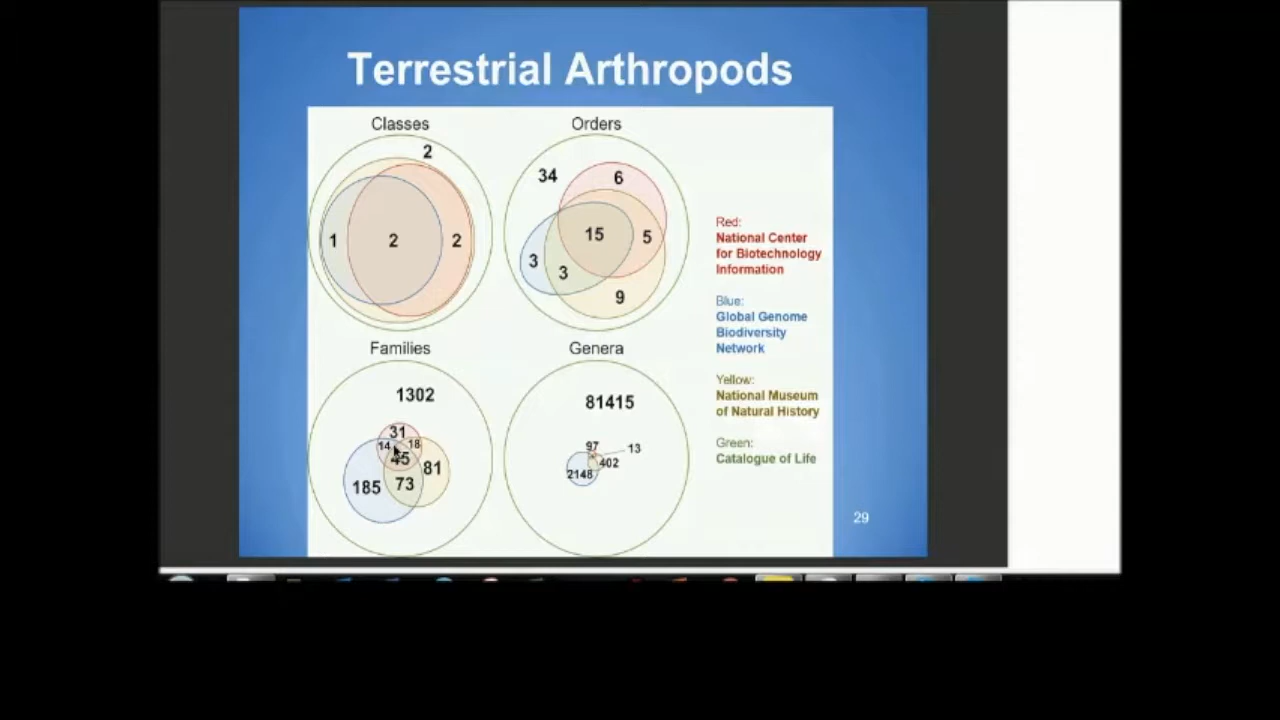 Terrestrial Arthropods
Classes
2
1
2
2
Orders
34
6
15
5
3
3
9
Families
1302
31
14
18
45
81
185
73
Genera
81415
97
13
402
2148
Red:
National Center
for Biotechnology
Information
Blue:
Global Genome
Biodiversity
Network
Yellow:
National Museum
of Natural History
Green:
Catalogue of Life
29